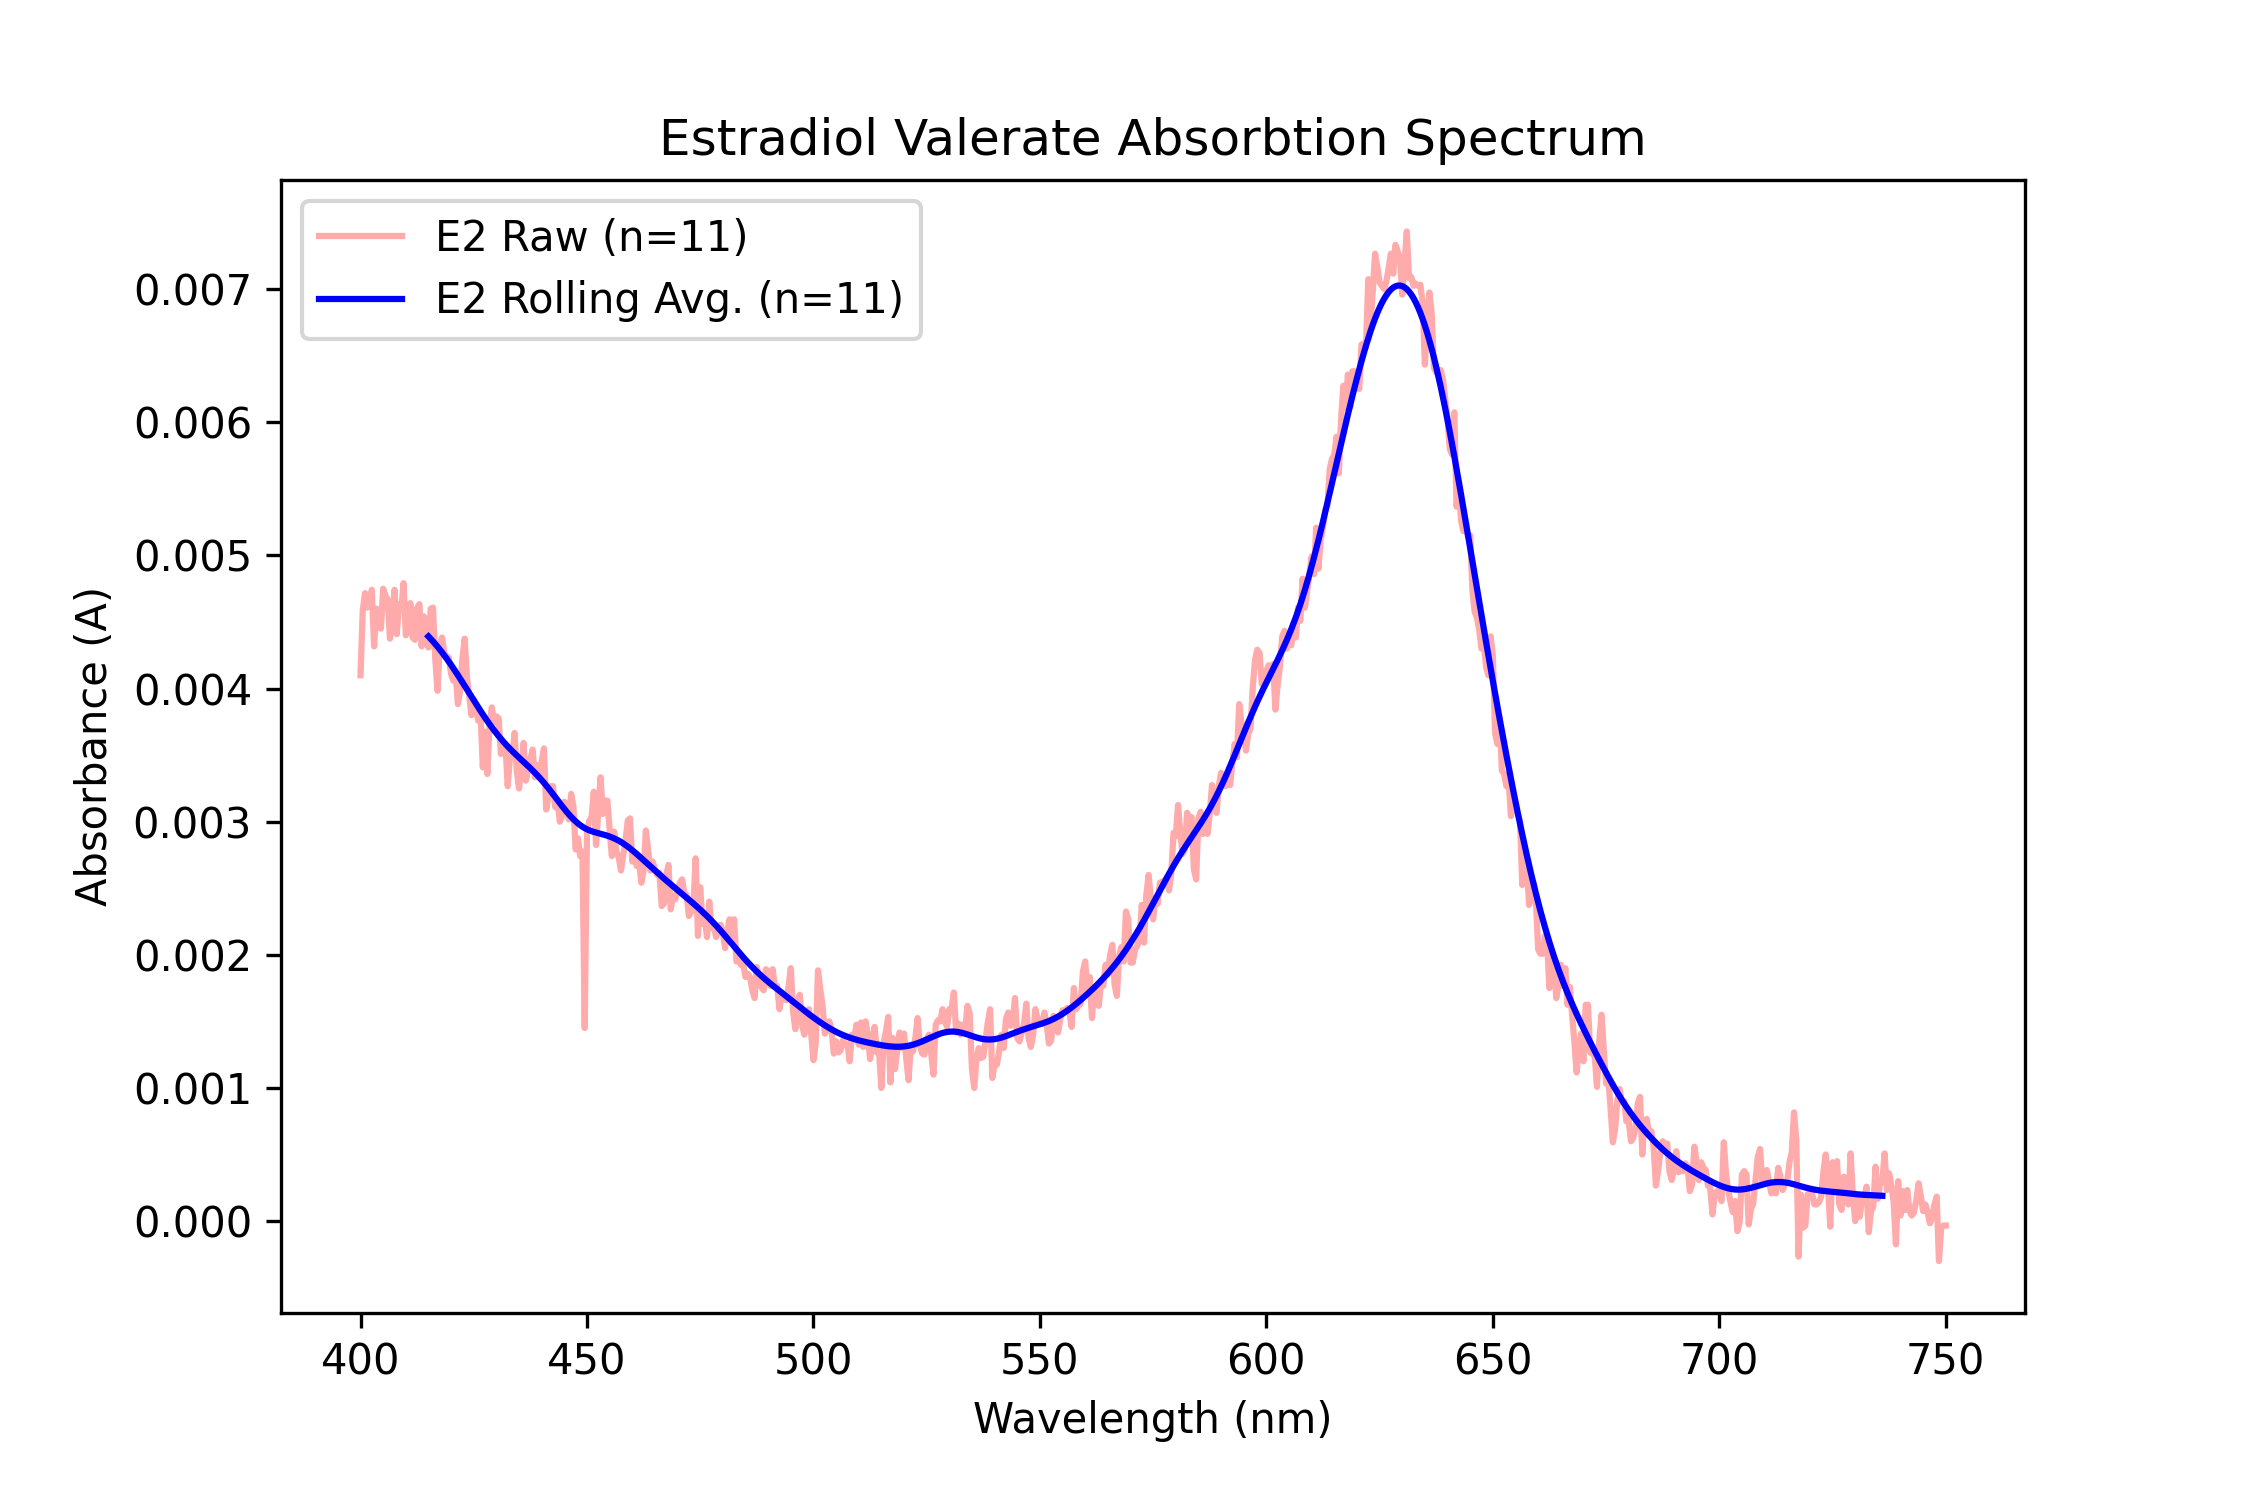 Estradiol Valerate Absorbtion Spectrum
E2 Raw (n=11)
E2 Rolling Avg. (n=11)
0.007
0.006
0.005
0.004
0.003
0.002
0.001
0.000
Absorbance (A)
400 450 500 550 600 650 700 750
Wavelength (nm)